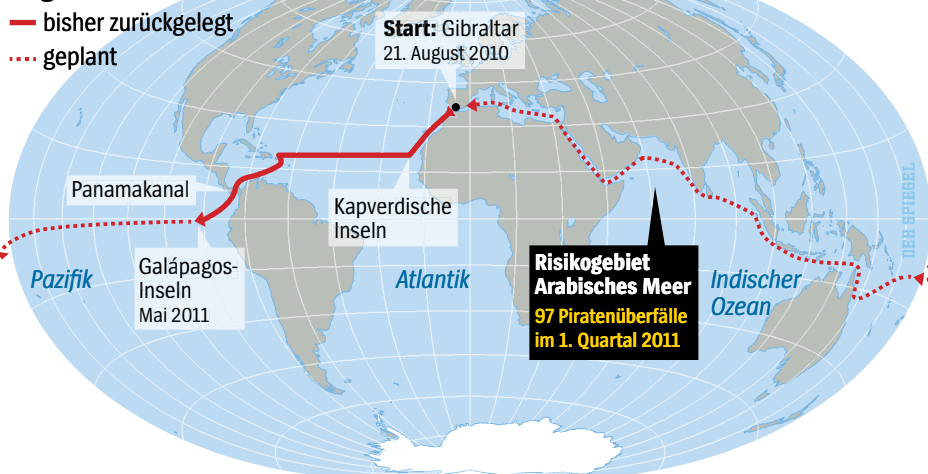 bisher zurückgelegt
geplant
Start: Gibraltar
21. August 2010
Panamakanal
Kapverdische
Inseln
Galápagos-
Inseln
Mai 2011
Pazifik
Atlantik
Risikogebiet
Arabisches Meer
97 Piratenüberfälle
im 1. Quartal 2011
Indischer
Ozean
DER SPIEGEL